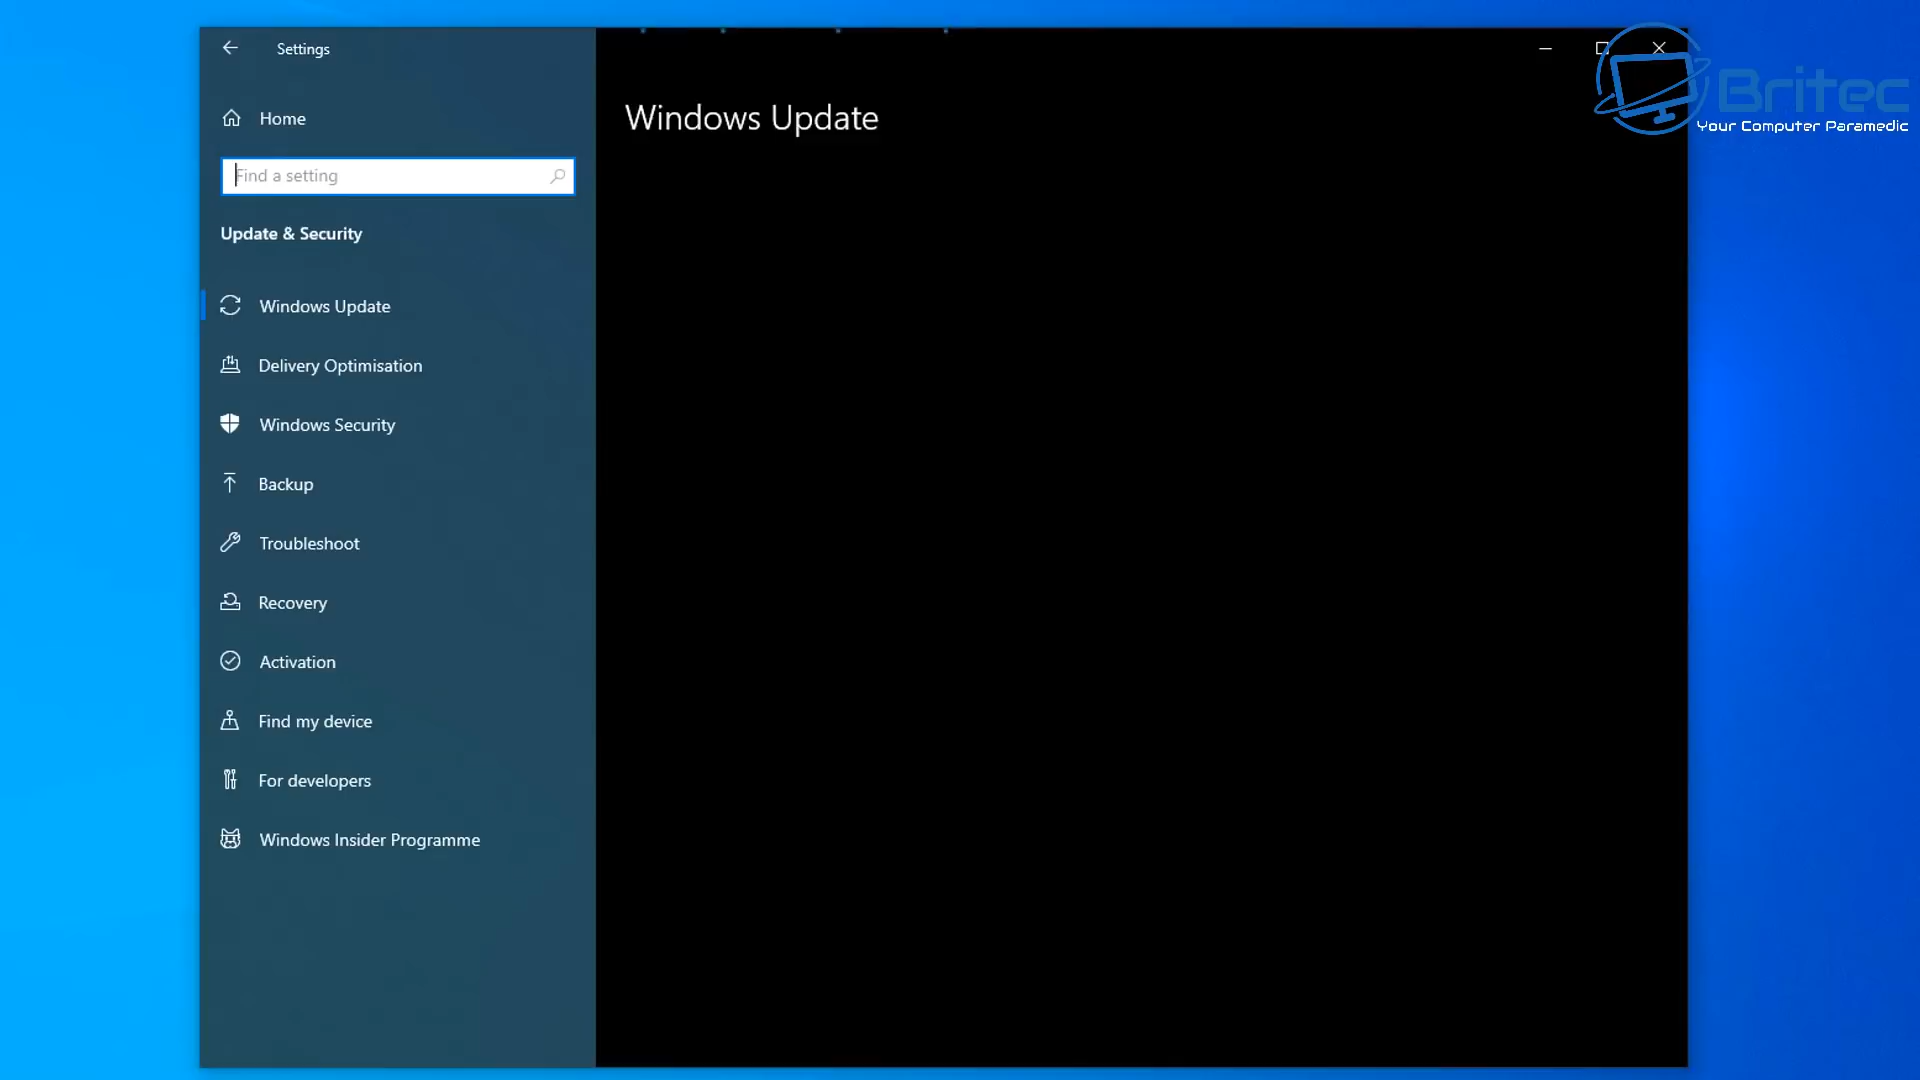 Settings
Home
Find a setting
Update & Security
Windows Update
Delivery Optimisation
Windows Security
Backup
Troubleshoot
Recovery
Activation
Find my device
For developers
Windows Insider Programme
Windows Update
Britec
Your Computer Paramedic